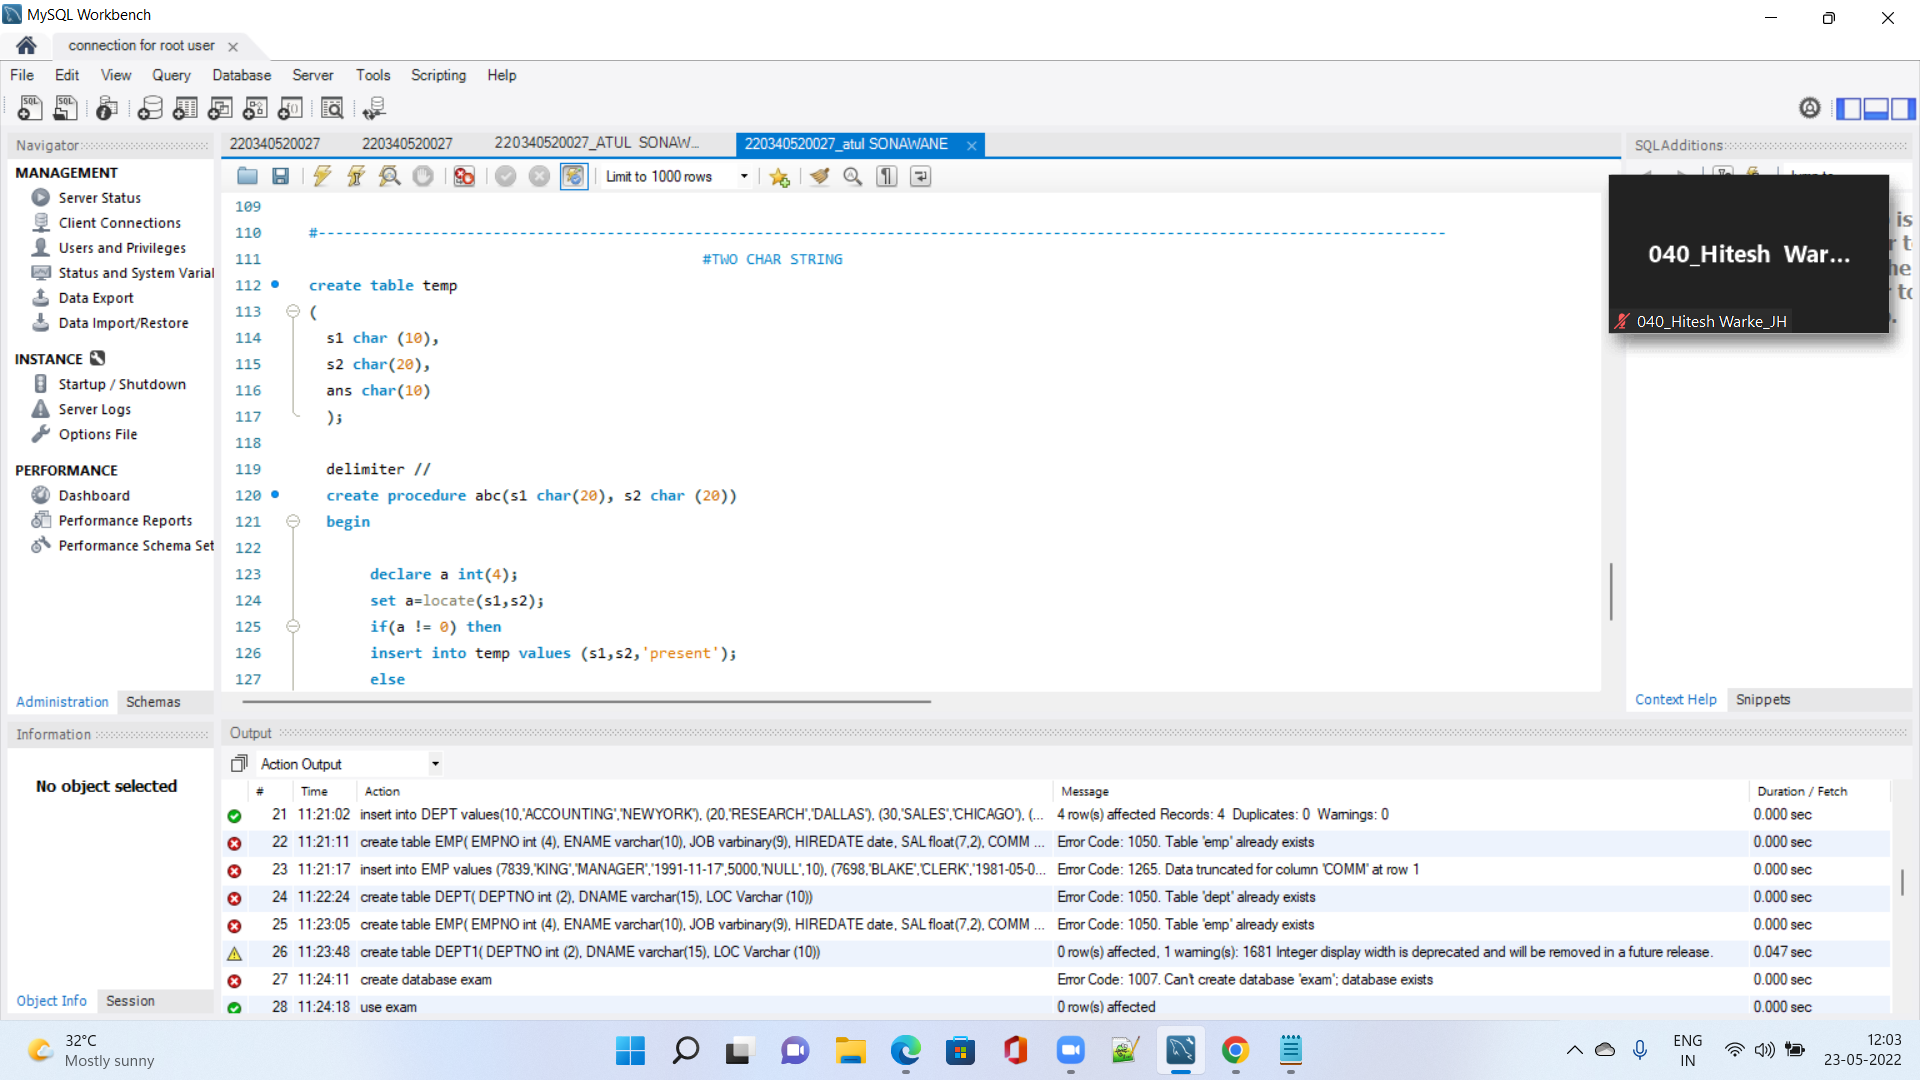 MySQL Workbench
connection for root user
File Edit View Query Database Server Tools Scripting Help
Navigator
MANAGEMENT
Server Status
Client Connections
Users and Privileges
Status and System Varial
Data Export
Data Import/Restore
INSTANCE
Startup / Shutdown
Server Logs
Options File
PERFORMANCE
Dashboard
Performance Reports
Performance Schema Set
Administration Schemas
Information
No object selected
Object Info Session
220340520027 220340520027 220340520027_ATUL SONAW... 220340520027_atul SONAWANE
Limit to 1000 rows
109
110 #--------------------------------------------------------------------------------------------------------------------------------
111 #TWO CHAR STRING
112 create table temp
113 (
114 s1 char (10),
115 s2 char(20),
116 ans char(10)
117 );
118
119 delimiter //
120 create procedure abc(s1 char(20), s2 char (20))
121 begin
122
123 declare a int(4);
124 set a=locate(s1,s2);
125 if(a != 0) then
126 insert into temp values (s1,s2,'present');
127 else
SQLAdditions
040_Hitesh War...
040_Hitesh Warke_JH
Context Help Snippets
Output
Action Output
# Time Action Message Duration / Fetch
21 11:21:02 insert into DEPT values(10,'ACCOUNTING','NEWYORK'), (20,'RESEARCH','DALLAS'), (30,'SALES','CHICAGO'), (... 4 row(s) affected Records: 4 Duplicates: 0 Warnings: 0 0.000 sec
22 11:21:11 create table EMP( EMPNO int (4), ENAME varchar(10), JOB varbinary(9), HIREDATE date, SAL float(7,2), COMM ... Error Code: 1050. Table 'emp' already exists 0.000 sec
23 11:21:17 insert into EMP values (7839,'KING','MANAGER','1991-11-17',5000,'NULL',10), (7698,'BLAKE','CLERK','1981-05-0... Error Code: 1265. Data truncated for column 'COMM' at row 1 0.000 sec
24 11:22:24 create table DEPT( DEPTNO int (2), DNAME varchar(15), LOC Varchar (10)) Error Code: 1050. Table 'dept' already exists 0.000 sec
25 11:23:05 create table EMP( EMPNO int (4), ENAME varchar(10), JOB varbinary(9), HIREDATE date, SAL float(7,2), COMM ... Error Code: 1050. Table 'emp' already exists 0.000 sec
26 11:23:48 create table DEPT1( DEPTNO int (2), DNAME varchar(15), LOC Varchar (10)) 0 row(s) affected, 1 warning(s): 1681 Integer display width is deprecated and will be removed in a future release. 0.047 sec
27 11:24:11 create database exam Error Code: 1007. Can't create database 'exam'; database exists 0.000 sec
28 11:24:18 use exam 0 row(s) affected 0.000 sec
32°C
Mostly sunny
ENG
IN
12:03
23-05-2022